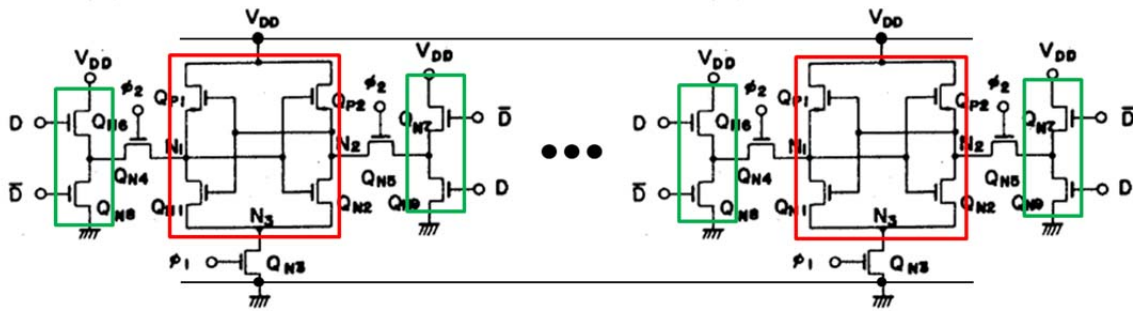 VDD VDD
VDD VDD VDD VDD
φ2 φ2 φ2 φ2
QP1 QP2 QP1 QP2
D QN6 QN7 D̅ D QN6 QN7 D̅
N1 N2 N1 N2
QN4 QN5 QN4 QN5
D̅ D D̅ D
QN8 QN1 QN2 QN9 QN8 QN1 QN2 QN9
N3 N3
φ1 QN3 φ1 QN3